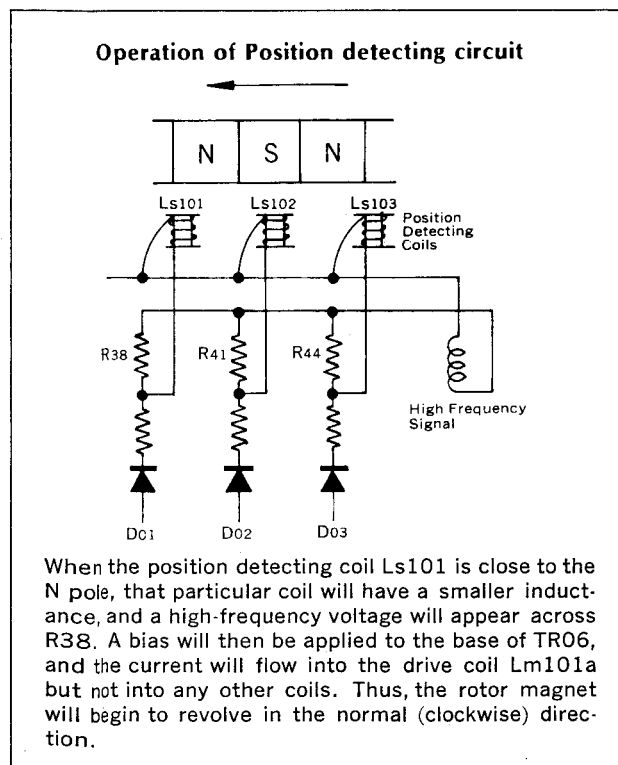 Operation of Position detecting circuit
N S N
Ls101 Ls102 Ls103
Position
Detecting
Coils
R38 R41 R44
High Frequency
Signal
D01 D02 D03
When the position detecting coil Ls101 is close to the
N pole, that particular coil will have a smaller induct-
ance, and a high-frequency voltage will appear across
R38. A bias will then be applied to the base of TR06,
and the current will flow into the drive coil Lm101a
but not into any other coils. Thus, the rotor magnet
will begin to revolve in the normal (clockwise) direc-
tion.